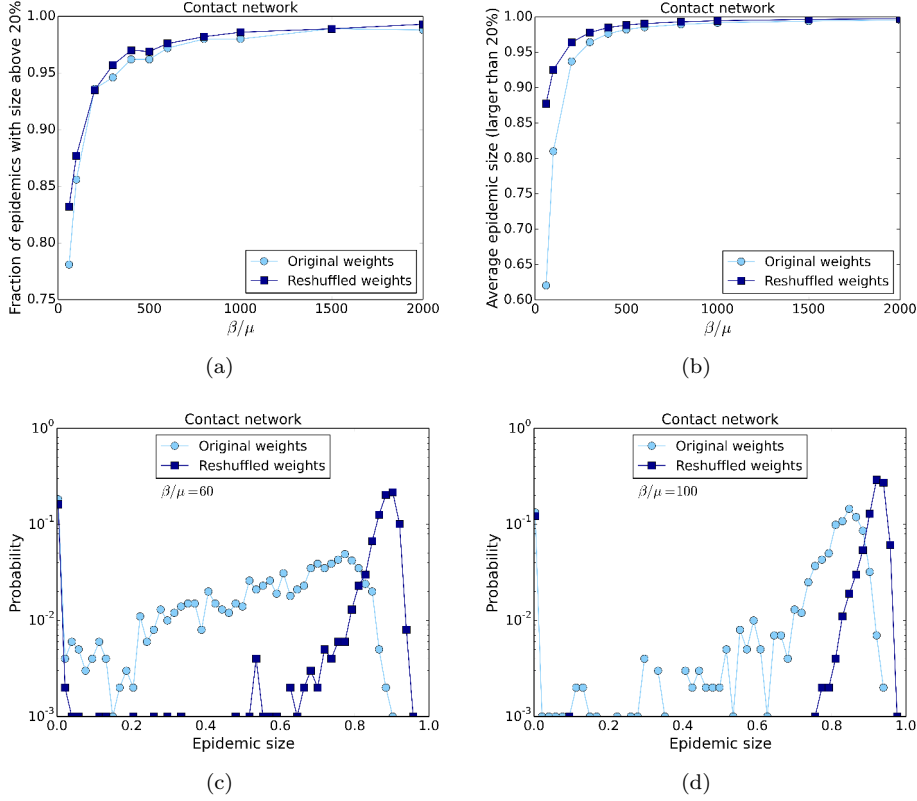 Contact network
Fraction of epidemics with size above 20%
1.00
0.95
0.90
0.85
0.80
0.75
0
500
1000
1500
2000
β/μ
Original weights
Reshuffled weights
(a)
Contact network
Average epidemic size (larger than 20%)
1.00
0.95
0.90
0.85
0.80
0.75
0.70
0.65
0.60
0
500
1000
1500
2000
β/μ
Original weights
Reshuffled weights
(b)
Contact network
Probability
10^0
10^-1
10^-2
10^-3
0.0
0.2
0.4
0.6
0.8
1.0
Epidemic size
Original weights
Reshuffled weights
β/μ=60
(c)
Contact network
Probability
10^0
10^-1
10^-2
10^-3
0.0
0.2
0.4
0.6
0.8
1.0
Epidemic size
Original weights
Reshuffled weights
β/μ=100
(d)